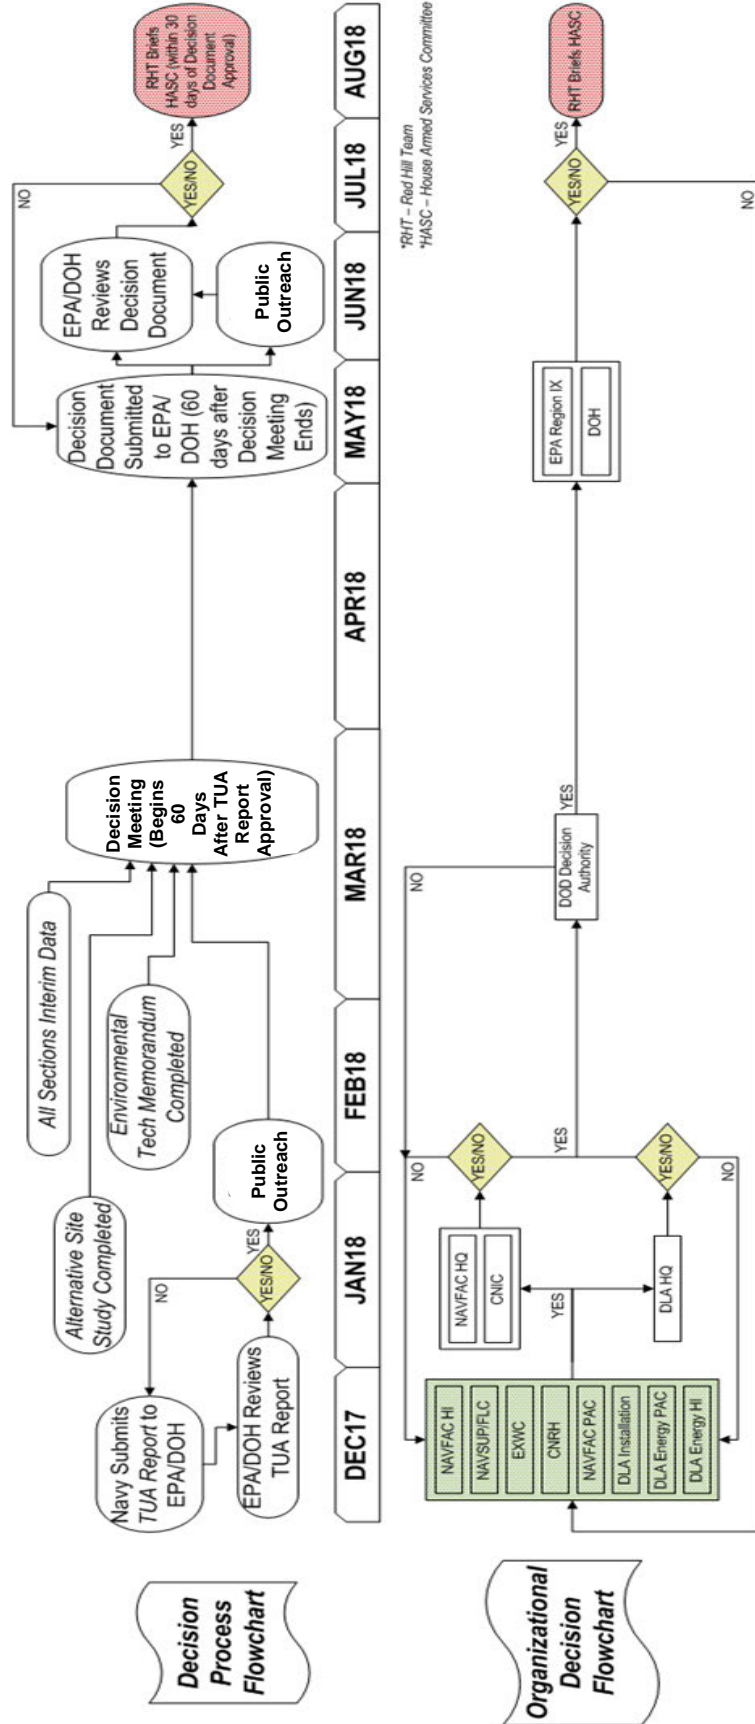 Decision
Process
Flowchart
Navy Submits
TUA Report to
EPA/DOH
EPA/DOH Reviews
TUA Report
YES/NO
NO
YES
Public
Outreach
Alternative Site
Study Completed
Environmental
Tech Memorandum
Completed
All Sections Interim Data
Decision
Meeting
(Begins
60
Days
After TUA
Report
Approval)
Decision
Document
Submitted
to EPA/
DOH (60
days after
Decision
Meeting
Ends)
EPA/DOH
Reviews
Decision
Document
Public
Outreach
YES/NO
NO
YES
RHT Briefs
HASC (within 30
days of Decision
Document
Approval)
DEC17
JAN18
FEB18
MAR18
APR18
MAY18
JUN18
JUL18
AUG18
*RHT – Red Hill Team
*HASC – House Armed Services Committee
Organizational
Decision
Flowchart
NAVFAC HI
NAVSUP/FLC
EXWC
CNRH
NAVFAC PAC
DLA Installation
DLA Energy PAC
DLA Energy HI
YES
NAVFAC HQ
CNIC
DLA HQ
YES/NO
NO
YES
YES/NO
NO
DOD Decision
Authority
NO
YES
EPA Region IX
DOH
YES/NO
YES
NO
RHT Briefs HASC